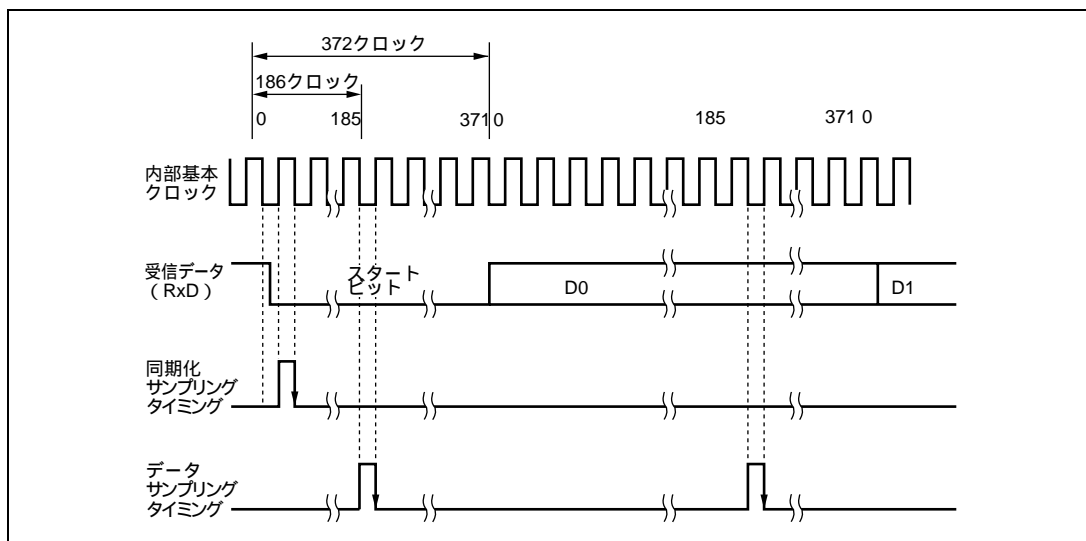 372クロック
186クロック
0 185 371 0 185 371 0
内部基本
クロック
受信データ
（RxD）
スタート
ビット
D0
D1
同期化
サンプリング
タイミング
データ
サンプリング
タイミング